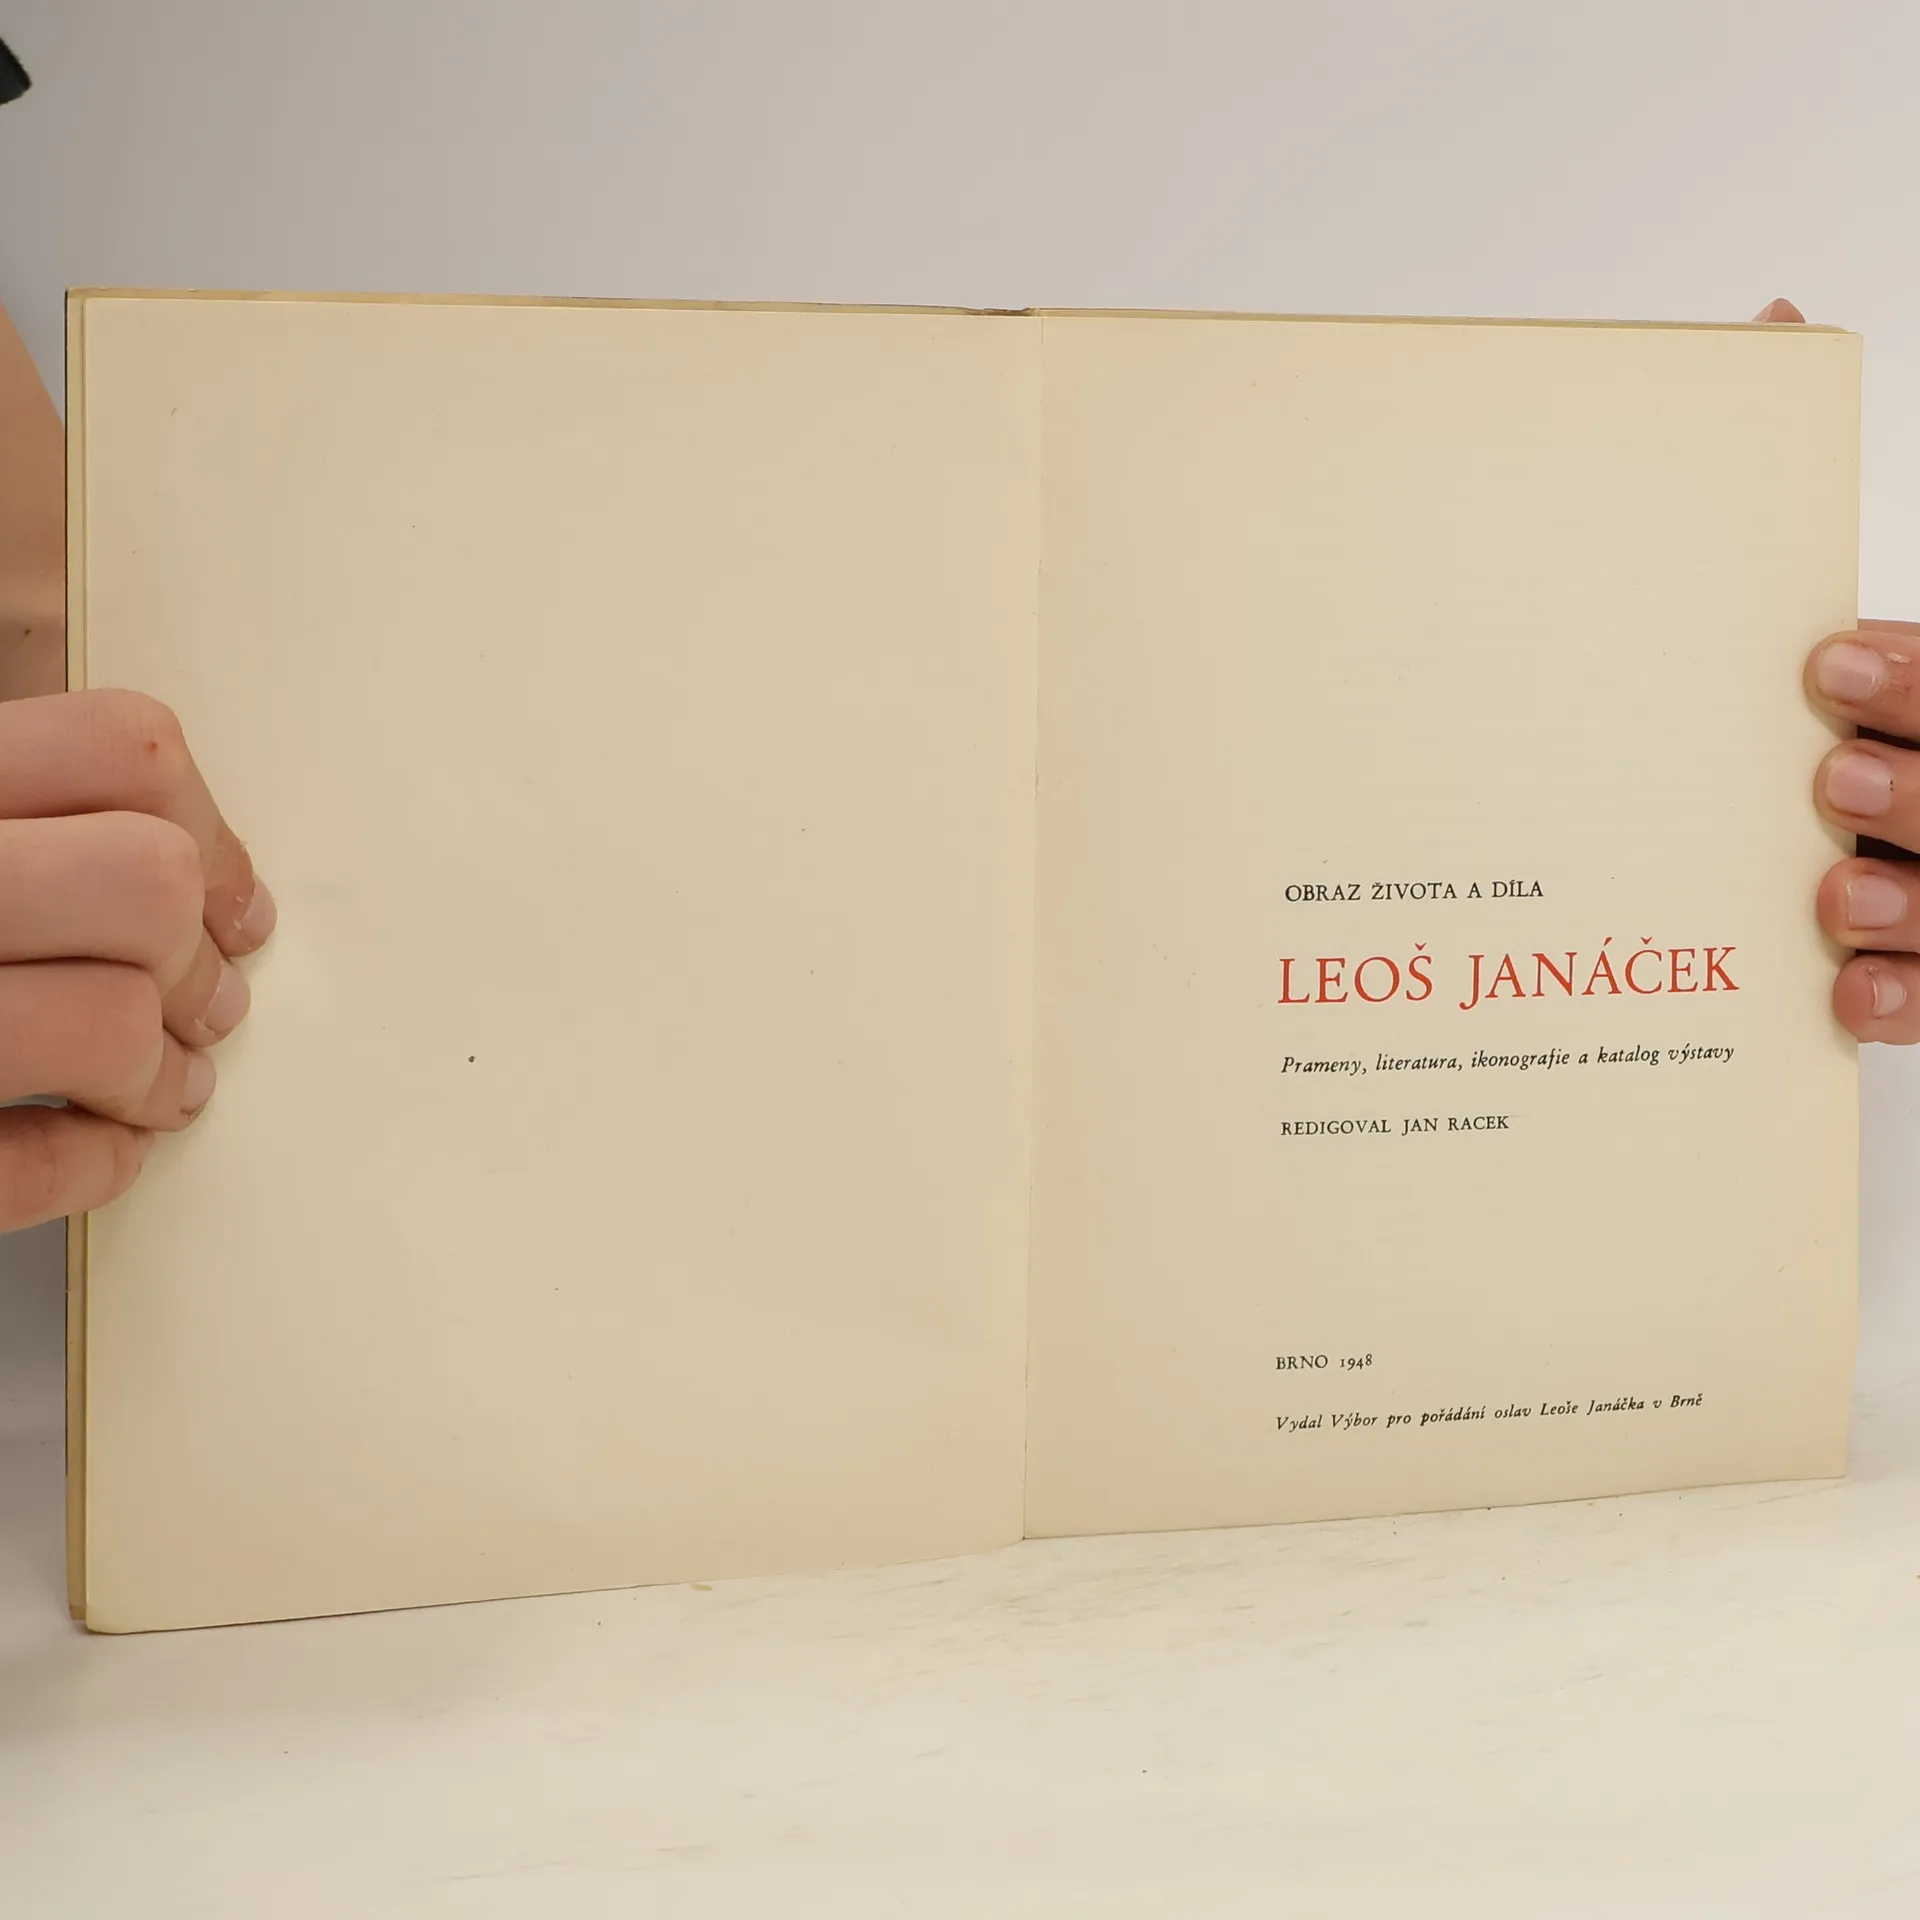 OBRAZ ŽIVOTA A DÍLA
LEOŠ JANÁČEK
Prameny, literatura, ikonografie a katalog výstavy
REDIGOVAL JAN RACEK
BRNO 1948
Vydal Výbor pro pořádání oslav Leoše Janáčka v Brně